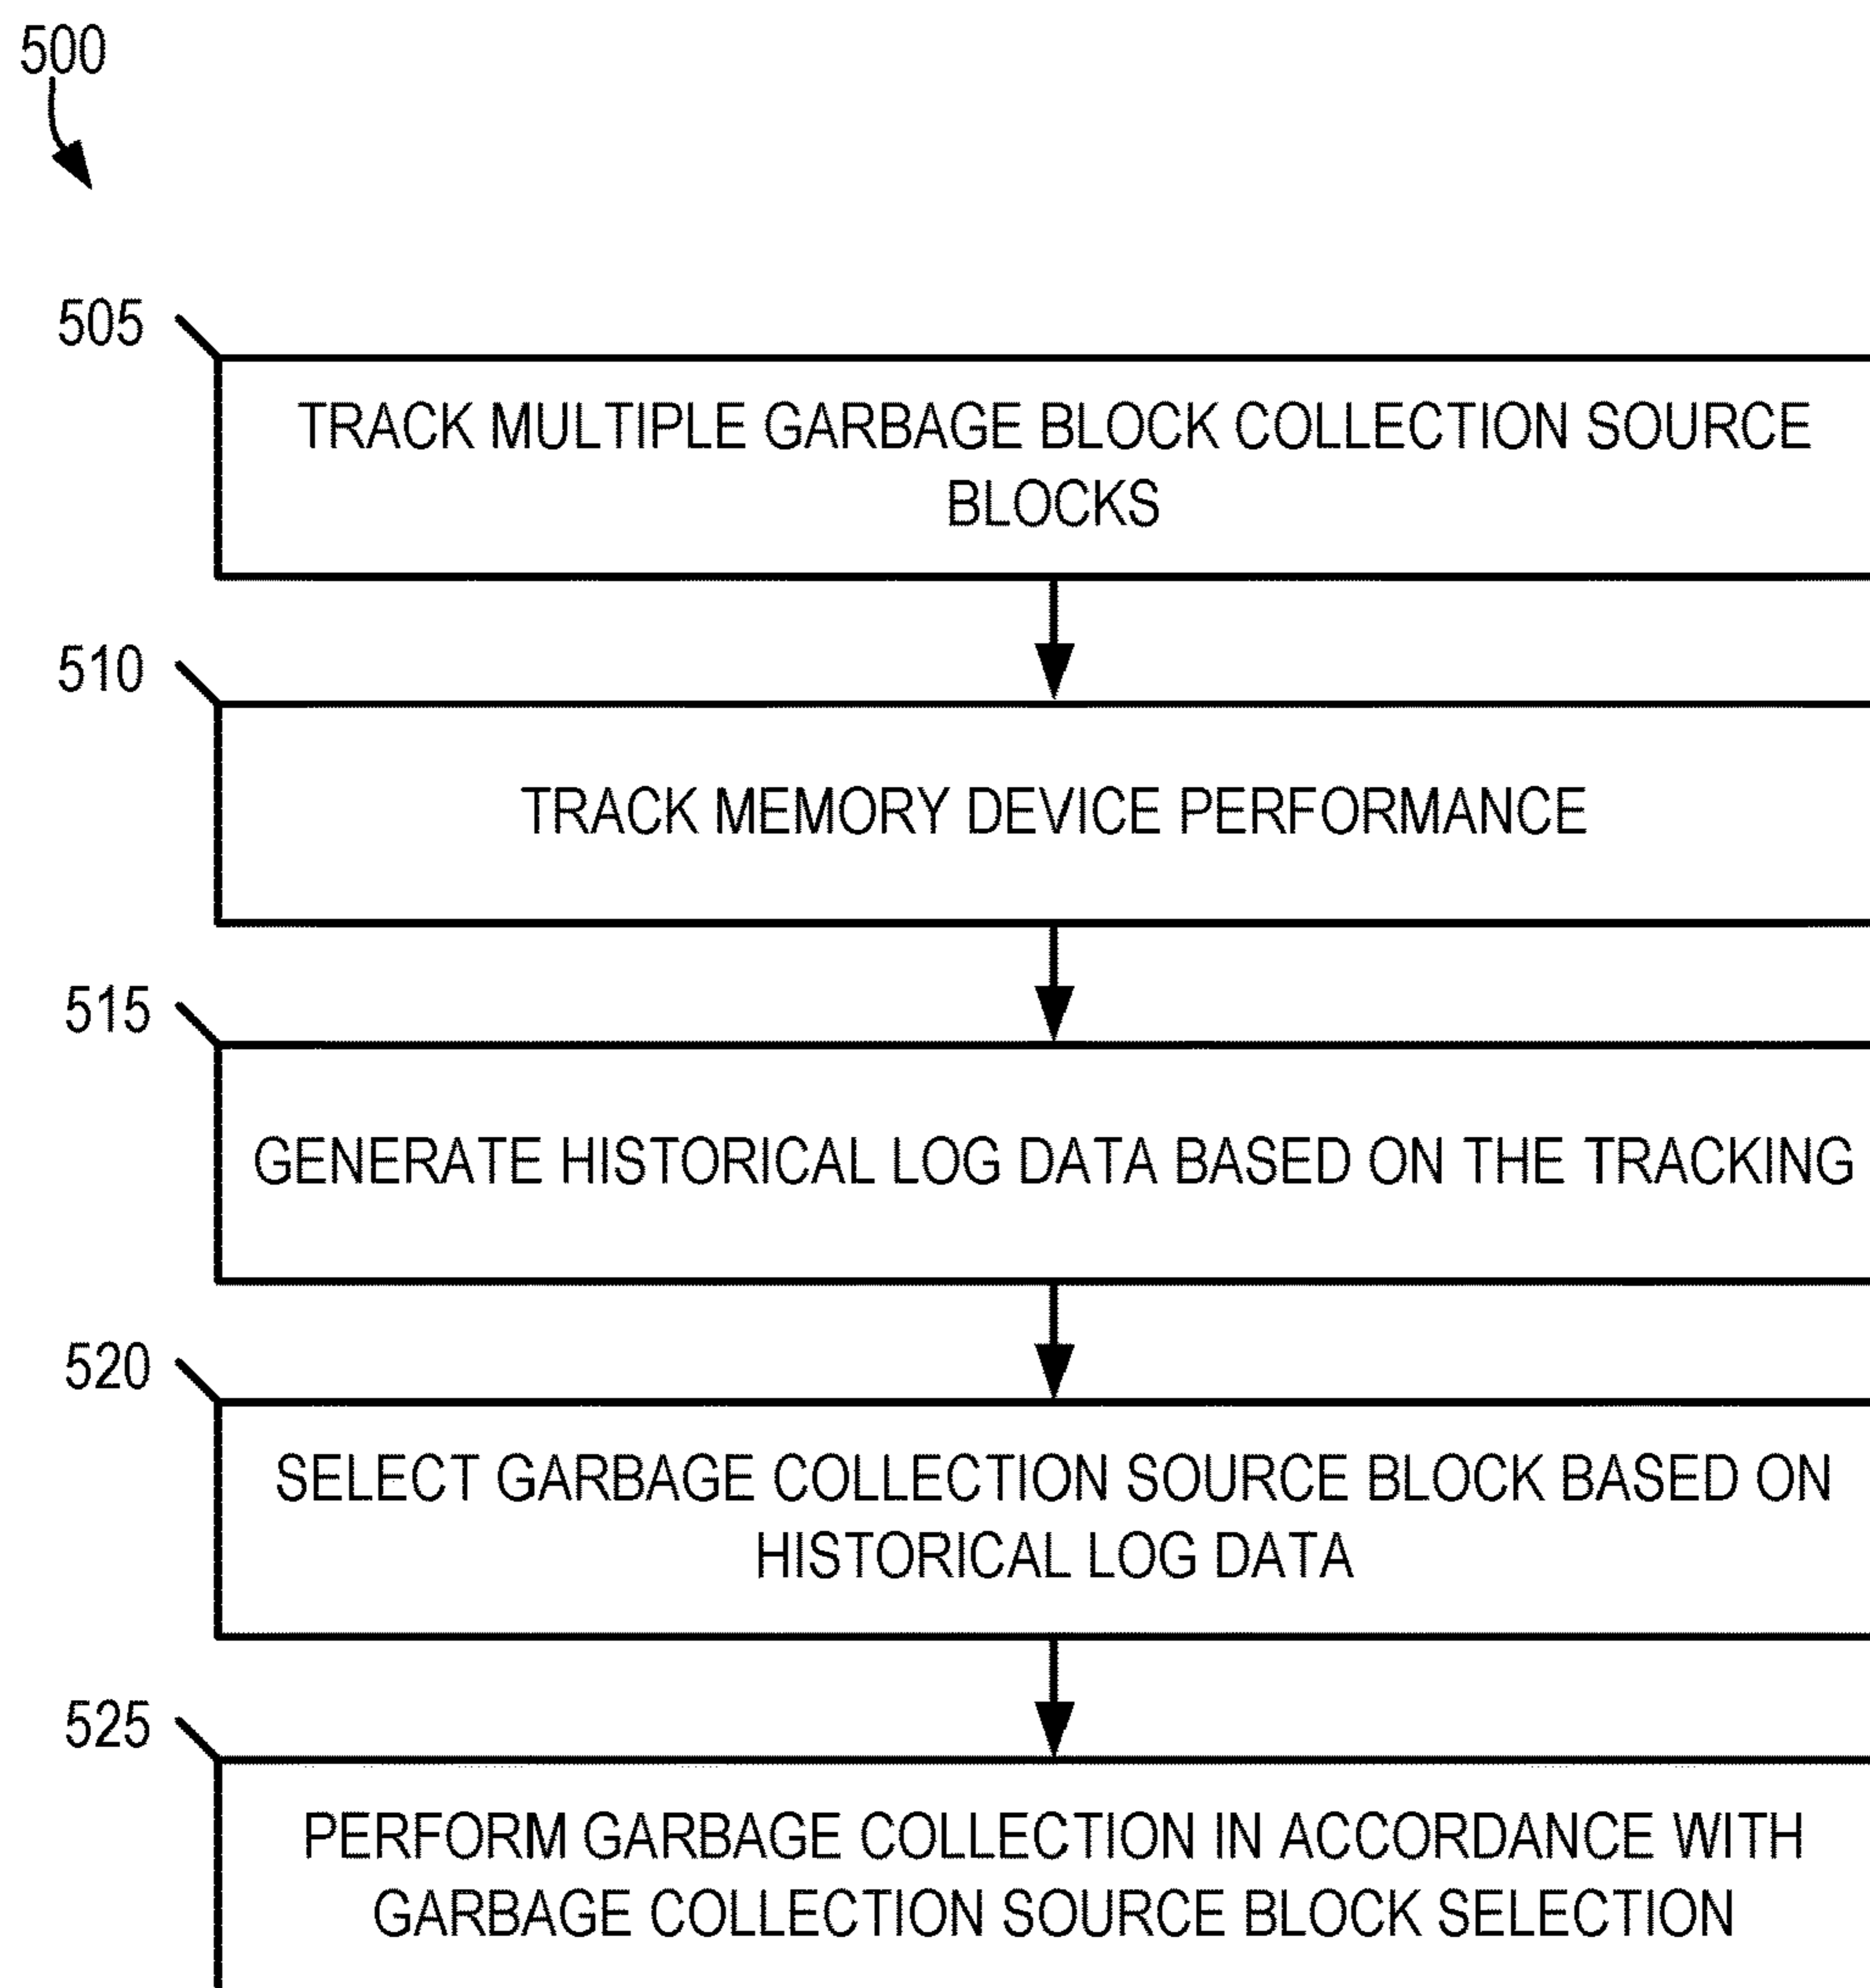 500
505
TRACK MULTIPLE GARBAGE BLOCK COLLECTION SOURCE
BLOCKS
510
TRACK MEMORY DEVICE PERFORMANCE
515
GENERATE HISTORICAL LOG DATA BASED ON THE TRACKING
520
SELECT GARBAGE COLLECTION SOURCE BLOCK BASED ON
HISTORICAL LOG DATA
525
PERFORM GARBAGE COLLECTION IN ACCORDANCE WITH
GARBAGE COLLECTION SOURCE BLOCK SELECTION